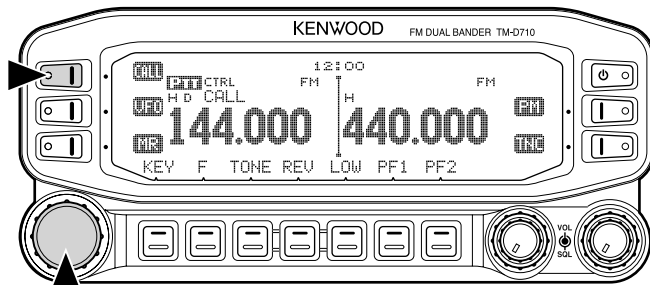 KENWOOD FM DUAL BANDER TM-D710
CALL 12:00
PTT CTRL FM FM
H D CALL H
VFO PM
144.000 440.000
MR TNC
KEY F TONE REV LOW PF1 PF2
VOL
SQL